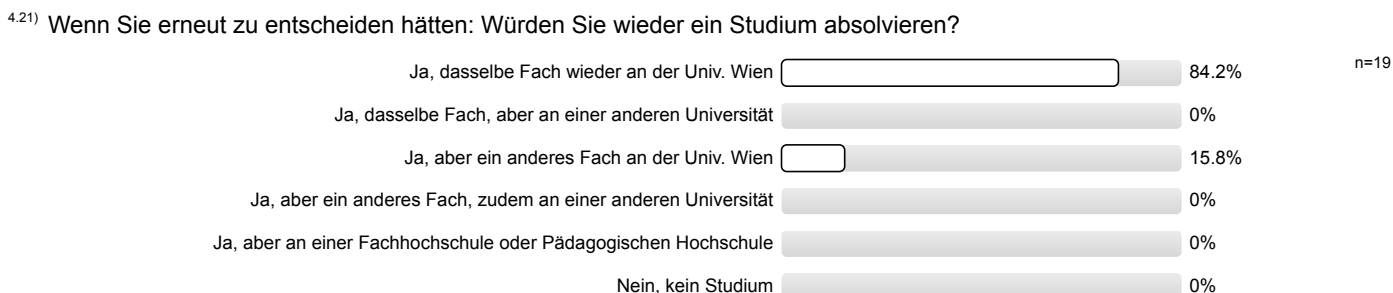 4.21) Wenn Sie erneut zu entscheiden hätten: Würden Sie wieder ein Studium absolvieren?
Ja, dasselbe Fach wieder an der Univ. Wien 84.2% n=19
Ja, dasselbe Fach, aber an einer anderen Universität 0%
Ja, aber ein anderes Fach an der Univ. Wien 15.8%
Ja, aber ein anderes Fach, zudem an einer anderen Universität 0%
Ja, aber an einer Fachhochschule oder Pädagogischen Hochschule 0%
Nein, kein Studium 0%